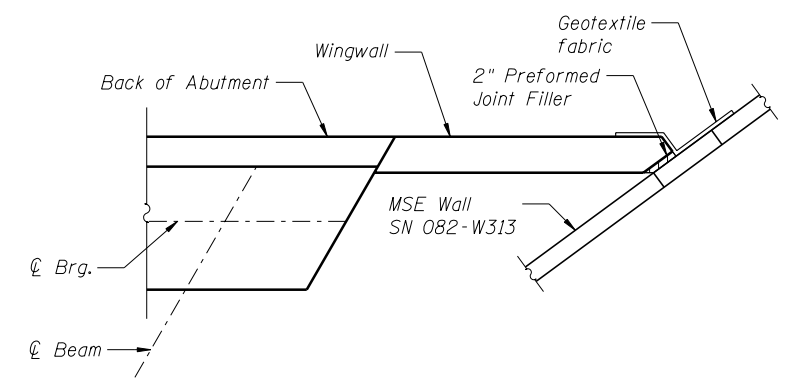 Geotextile
fabric
Wingwall
2" Preformed
Joint Filler
Back of Abutment
MSE Wall
SN 082-W313
℄ Brg.
℄ Beam